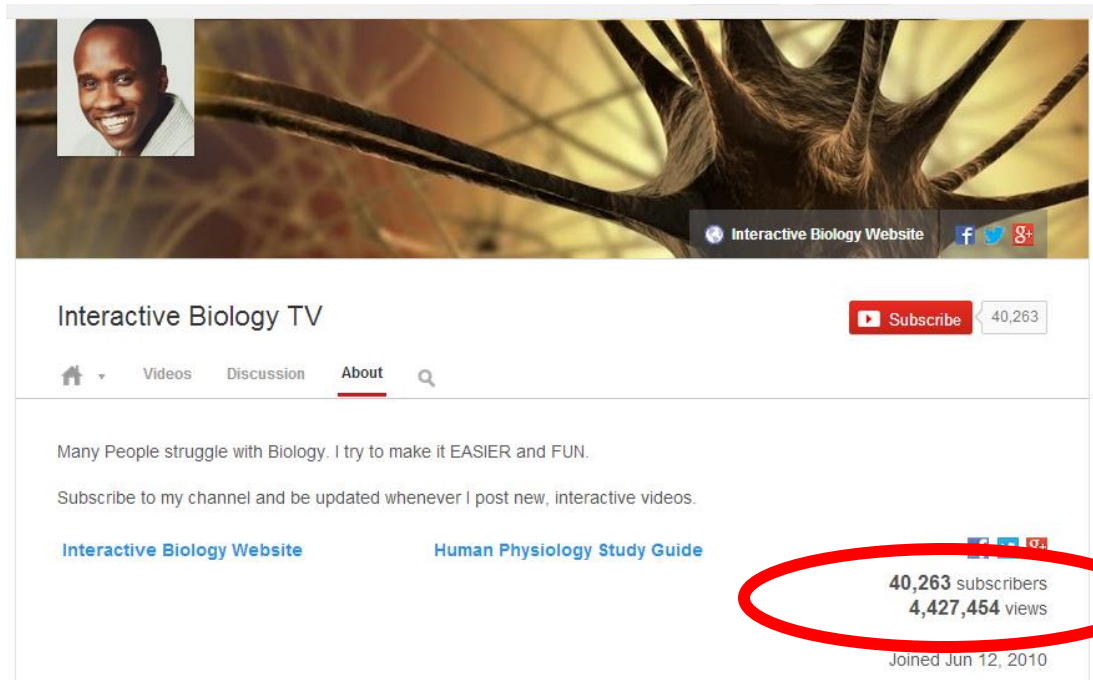 Interactive Biology Website
Interactive Biology TV
Subscribe 40,263
Videos Discussion About
Many People struggle with Biology. I try to make it EASIER and FUN.
Subscribe to my channel and be updated whenever I post new, interactive videos.
Interactive Biology Website Human Physiology Study Guide
40,263 subscribers
4,427,454 views
Joined Jun 12, 2010